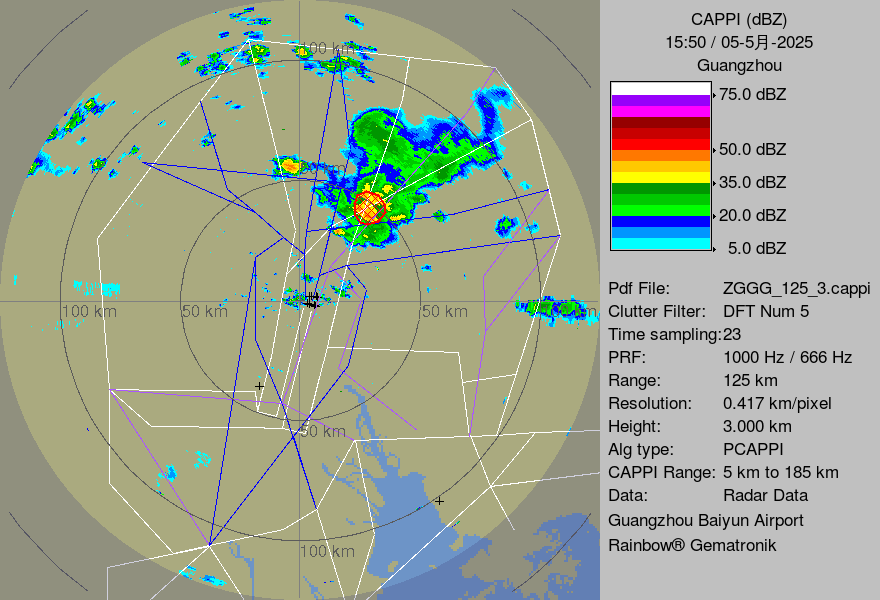 CAPPI (dBZ)
15:50 / 05-5月-2025
Guangzhou
75.0 dBZ
50.0 dBZ
35.0 dBZ
20.0 dBZ
5.0 dBZ
Pdf File: ZGGG_125_3.cappi
Clutter Filter: DFT Num 5
Time sampling:23
PRF: 1000 Hz / 666 Hz
Range: 125 km
Resolution: 0.417 km/pixel
Height: 3.000 km
Alg type: PCAPPI
CAPPI Range: 5 km to 185 km
Data: Radar Data
Guangzhou Baiyun Airport
Rainbow® Gematronik
100 km
50 km
50 km
50 km
100 km